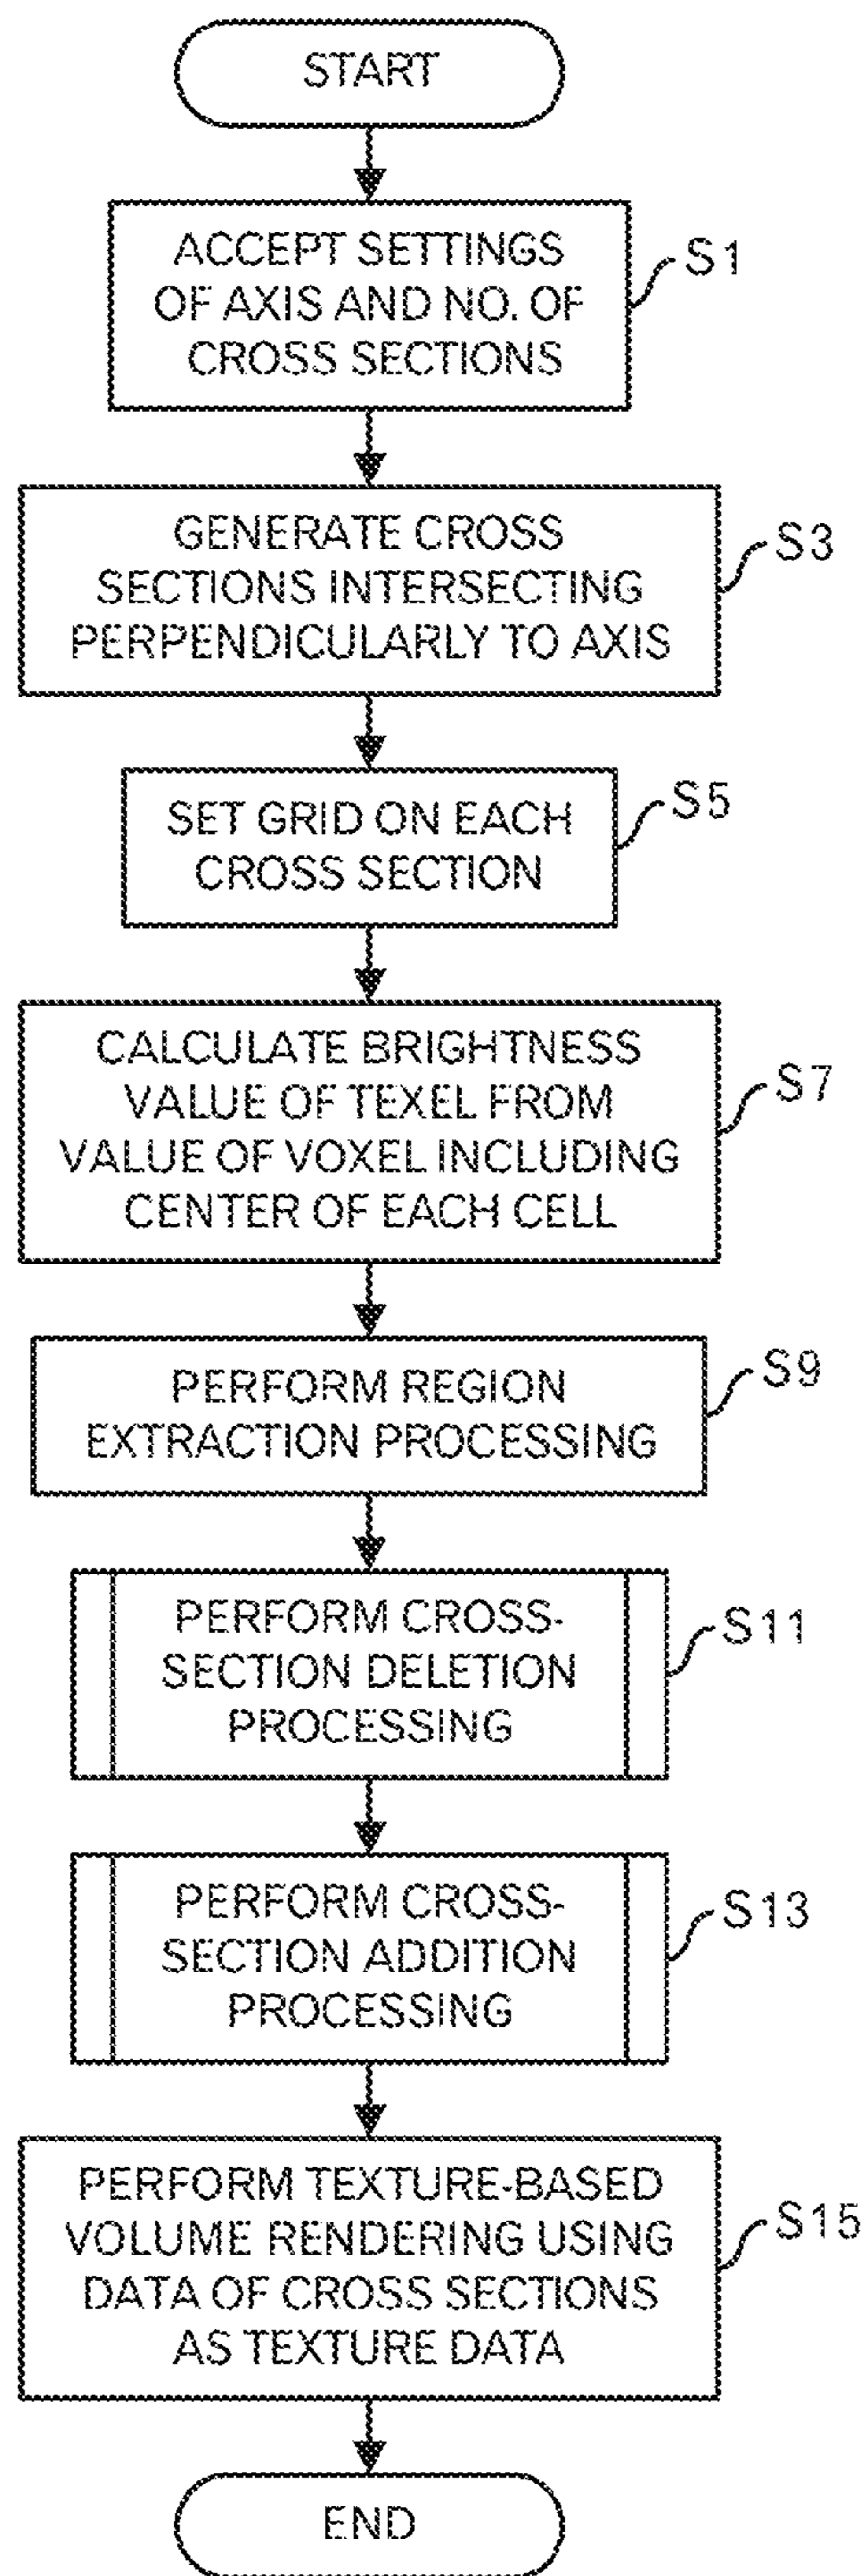 START
ACCEPT SETTINGS
OF AXIS AND NO. OF
CROSS SECTIONS
S1
GENERATE CROSS
SECTIONS INTERSECTING
PERPENDICULARLY TO AXIS
S3
SET GRID ON EACH
CROSS SECTION
S5
CALCULATE BRIGHTNESS
VALUE OF TEXEL FROM
VALUE OF VOXEL INCLUDING
CENTER OF EACH CELL
S7
PERFORM REGION
EXTRACTION PROCESSING
S9
PERFORM CROSS-
SECTION DELETION
PROCESSING
S11
PERFORM CROSS-
SECTION ADDITION
PROCESSING
S13
PERFORM TEXTURE-BASED
VOLUME RENDERING USING
DATA OF CROSS SECTIONS
AS TEXTURE DATA
S15
END